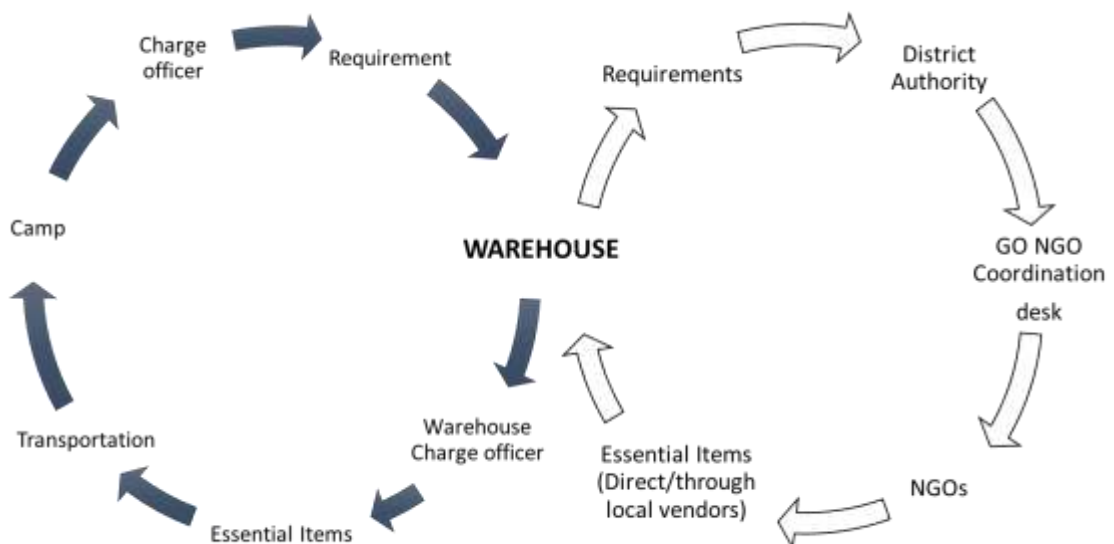 Charge
officer
Requirement
Camp
WAREHOUSE
Warehouse
Charge officer
Essential Items
Transportation
Requirements
District
Authority
GO NGO
Coordination
desk
NGOs
Essential Items
(Direct/through
local vendors)